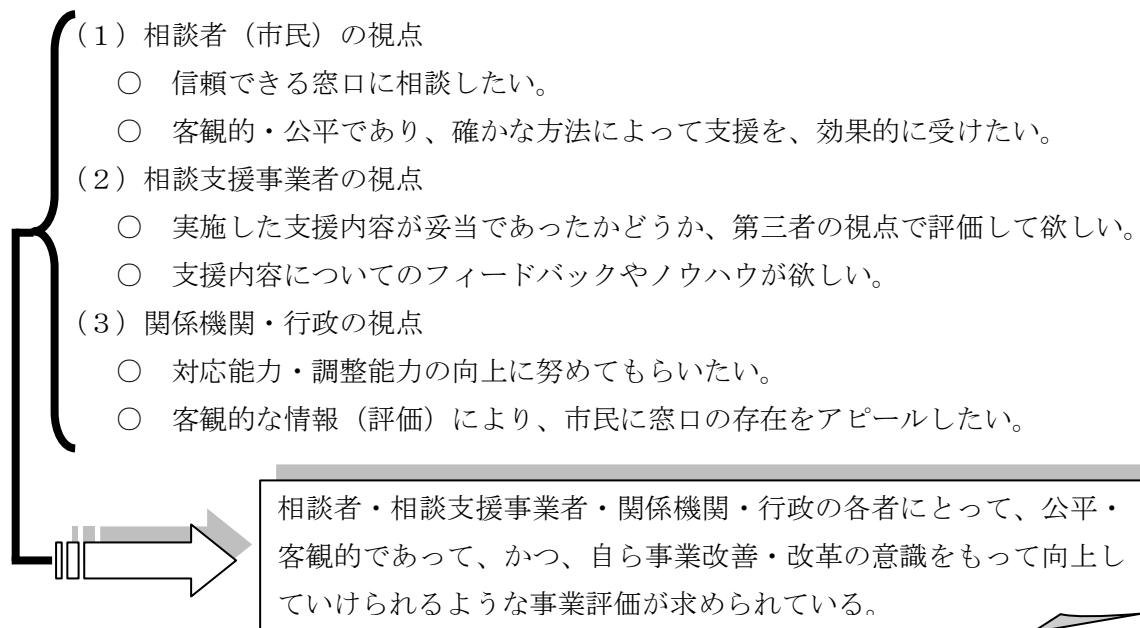 (１)相談者(市民)の視点
○ 信頼できる窓口に相談したい。
○ 客観的・公平であり、確かな方法によって支援を、効果的に受けたい。
(２)相談支援事業者の視点
○ 実施した支援内容が妥当であったかどうか、第三者の視点で評価して欲しい。
○ 支援内容についてのフィードバックやノウハウが欲しい。
(３)関係機関・行政の視点
○ 対応能力・調整能力の向上に努めてもらいたい。
○ 客観的な情報(評価)により、市民に窓口の存在をアピールしたい。
相談者・相談支援事業者・関係機関・行政の各者にとって、公平・
客観的であって、かつ、自ら事業改善・改革の意識をもって向上し
ていけられるような事業評価が求められている。